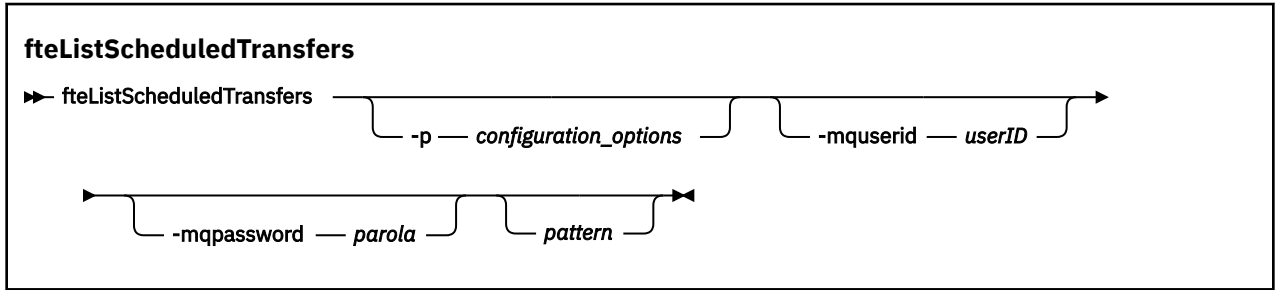 fteListScheduledTransfers
fteListScheduledTransfers
-p configuration_options -mquserid userID
-mqpassword parola pattern